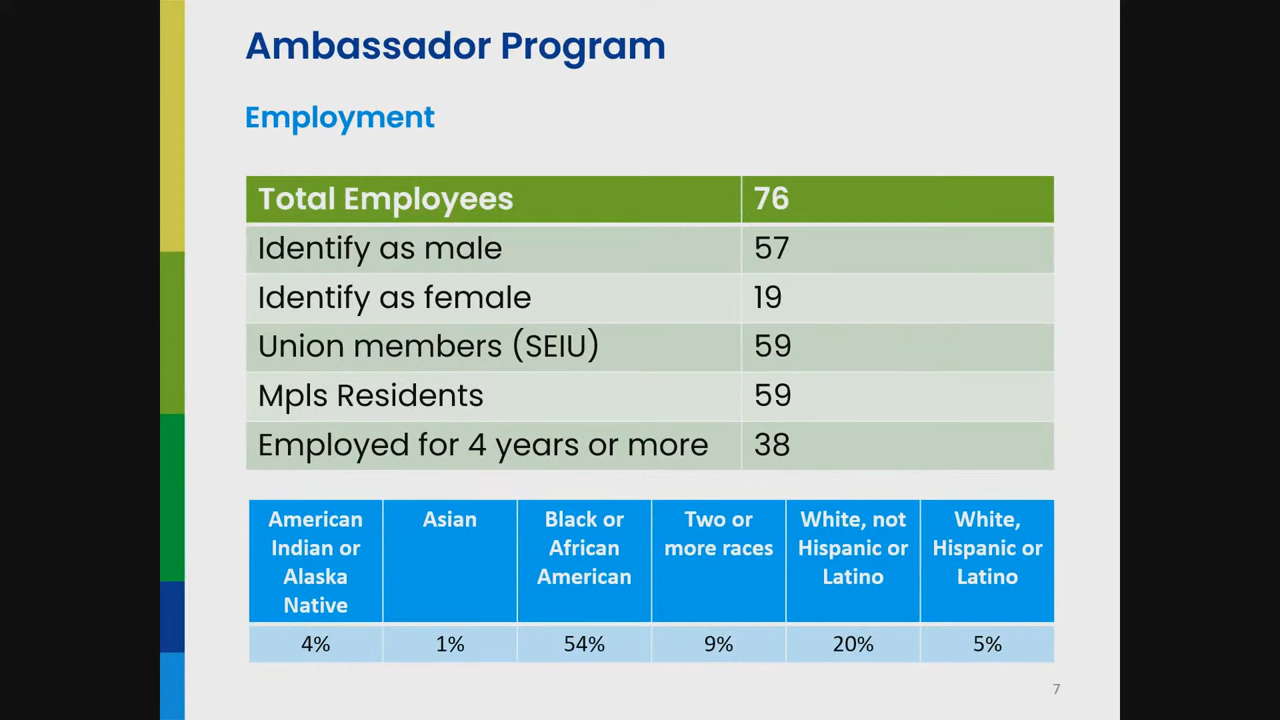 Ambassador Program
Employment
Total Employees 76
Identify as male 57
Identify as female 19
Union members (SEIU) 59
Mpls Residents 59
Employed for 4 years or more 38
American Indian or Alaska Native
Asian
Black or African American
Two or more races
White, not Hispanic or Latino
White, Hispanic or Latino
4% 1% 54% 9% 20% 5%
7